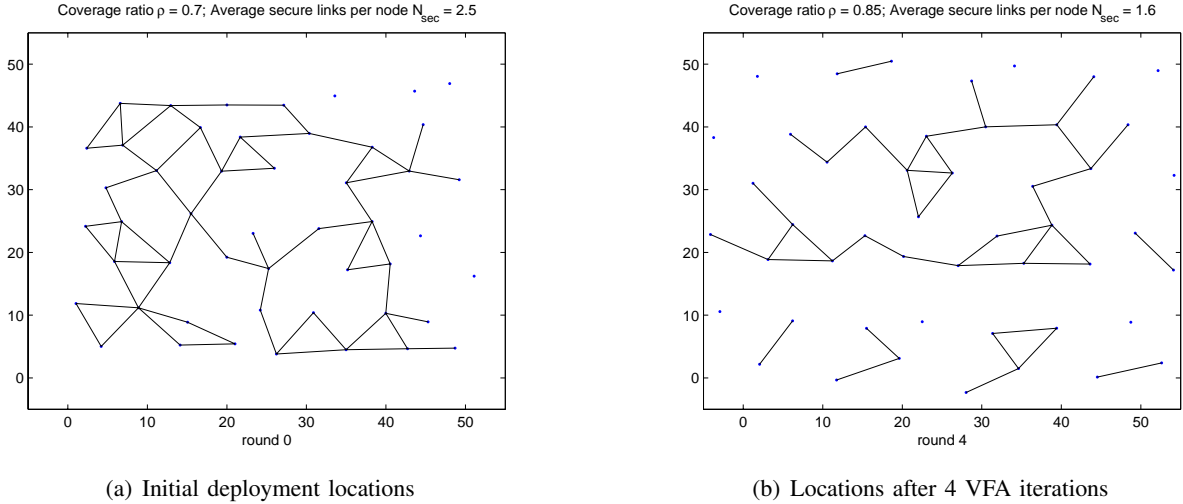 Coverage ratio ρ = 0.7; Average secure links per node N_sec = 2.5
50
40
30
20
10
0
0 10 20 30 40 50
round 0
(a) Initial deployment locations
Coverage ratio ρ = 0.85; Average secure links per node N_sec = 1.6
50
40
30
20
10
0
0 10 20 30 40 50
round 4
(b) Locations after 4 VFA iterations